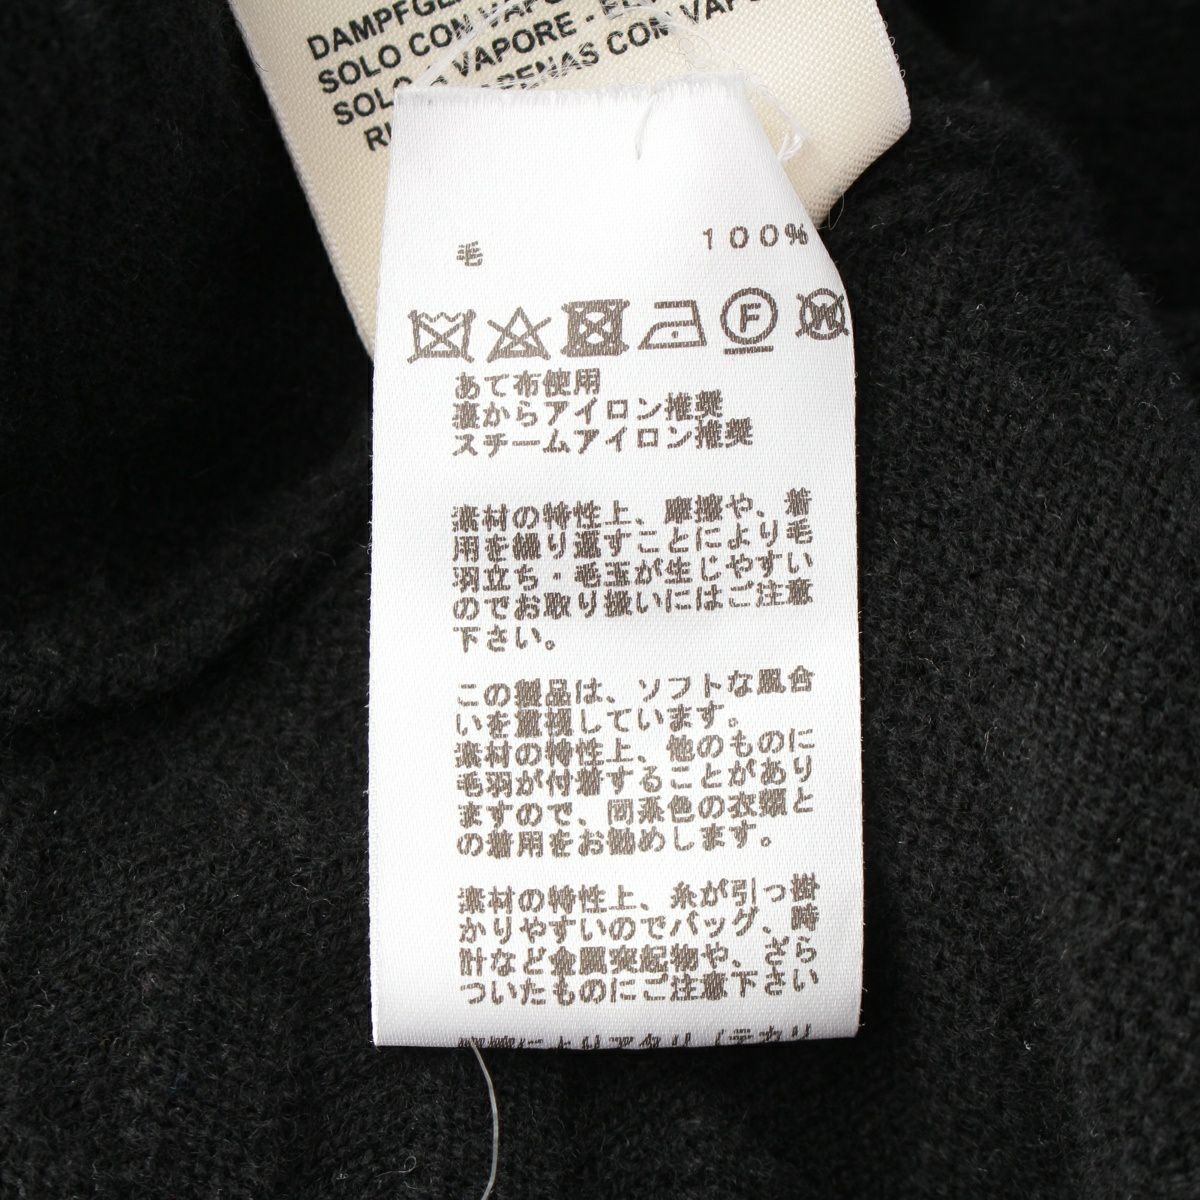 DAMPFGE
SOLO CON VAPO
SOLO A VAPORE - E
SOLO APENAS CON VAPO
毛 100%
F W
あて布使用
裏からアイロン推奨
スチームアイロン推奨
素材の特性上、摩擦や、着
用を繰り返すことにより毛
羽立ち・毛玉が生じやすい
のでお取り扱いにはご注意
下さい。
この製品は、ソフトな風合
いを重視しています。
素材の特性上、他のものに
毛羽が付着することがあり
ますので、同系色の衣類と
の着用をお勧めします。
素材の特性上、糸が引っ掛
かりやすいのでバッグ、時
計など金属突起物や、ざら
ついたものにご注意下さい